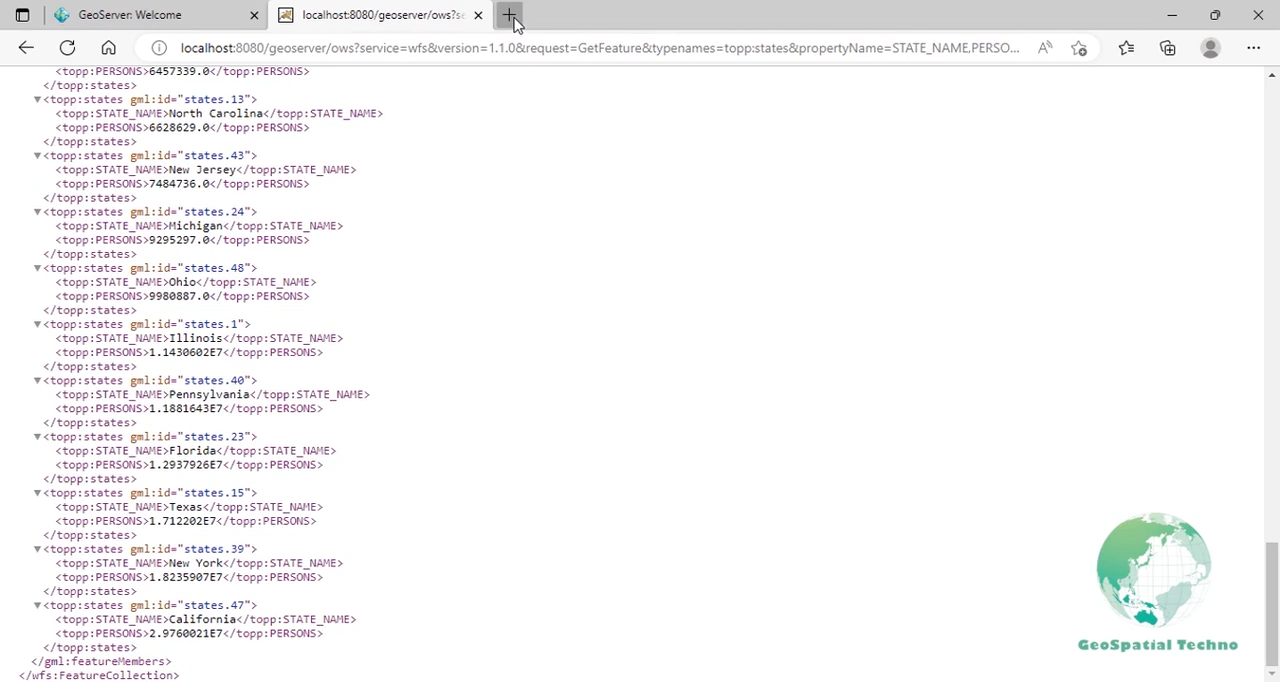 GeoServer: Welcome
localhost:8080/geoserver/ows?se
localhost:8080/geoserver/ows?service=wfs&version=1.1.0&request=GetFeature&typenames=topp:states&propertyName=STATE_NAME,PERSO...
<topp:PERSONS>6457339.0</topp:PERSONS>
</topp:states>
▼<topp:states gml:id="states.13">
<topp:STATE_NAME>North Carolina</topp:STATE_NAME>
<topp:PERSONS>6628629.0</topp:PERSONS>
</topp:states>
▼<topp:states gml:id="states.43">
<topp:STATE_NAME>New Jersey</topp:STATE_NAME>
<topp:PERSONS>7484736.0</topp:PERSONS>
</topp:states>
▼<topp:states gml:id="states.24">
<topp:STATE_NAME>Michigan</topp:STATE_NAME>
<topp:PERSONS>9295297.0</topp:PERSONS>
</topp:states>
▼<topp:states gml:id="states.48">
<topp:STATE_NAME>Ohio</topp:STATE_NAME>
<topp:PERSONS>9980887.0</topp:PERSONS>
</topp:states>
▼<topp:states gml:id="states.1">
<topp:STATE_NAME>Illinois</topp:STATE_NAME>
<topp:PERSONS>1.1430602E7</topp:PERSONS>
</topp:states>
▼<topp:states gml:id="states.40">
<topp:STATE_NAME>Pennsylvania</topp:STATE_NAME>
<topp:PERSONS>1.1881643E7</topp:PERSONS>
</topp:states>
▼<topp:states gml:id="states.23">
<topp:STATE_NAME>Florida</topp:STATE_NAME>
<topp:PERSONS>1.2937926E7</topp:PERSONS>
</topp:states>
▼<topp:states gml:id="states.15">
<topp:STATE_NAME>Texas</topp:STATE_NAME>
<topp:PERSONS>1.712202E7</topp:PERSONS>
</topp:states>
▼<topp:states gml:id="states.39">
<topp:STATE_NAME>New York</topp:STATE_NAME>
<topp:PERSONS>1.8235907E7</topp:PERSONS>
</topp:states>
▼<topp:states gml:id="states.47">
<topp:STATE_NAME>California</topp:STATE_NAME>
<topp:PERSONS>2.9760021E7</topp:PERSONS>
</topp:states>
</gml:featureMembers>
</wfs:FeatureCollection>
GeoSpatial Techno